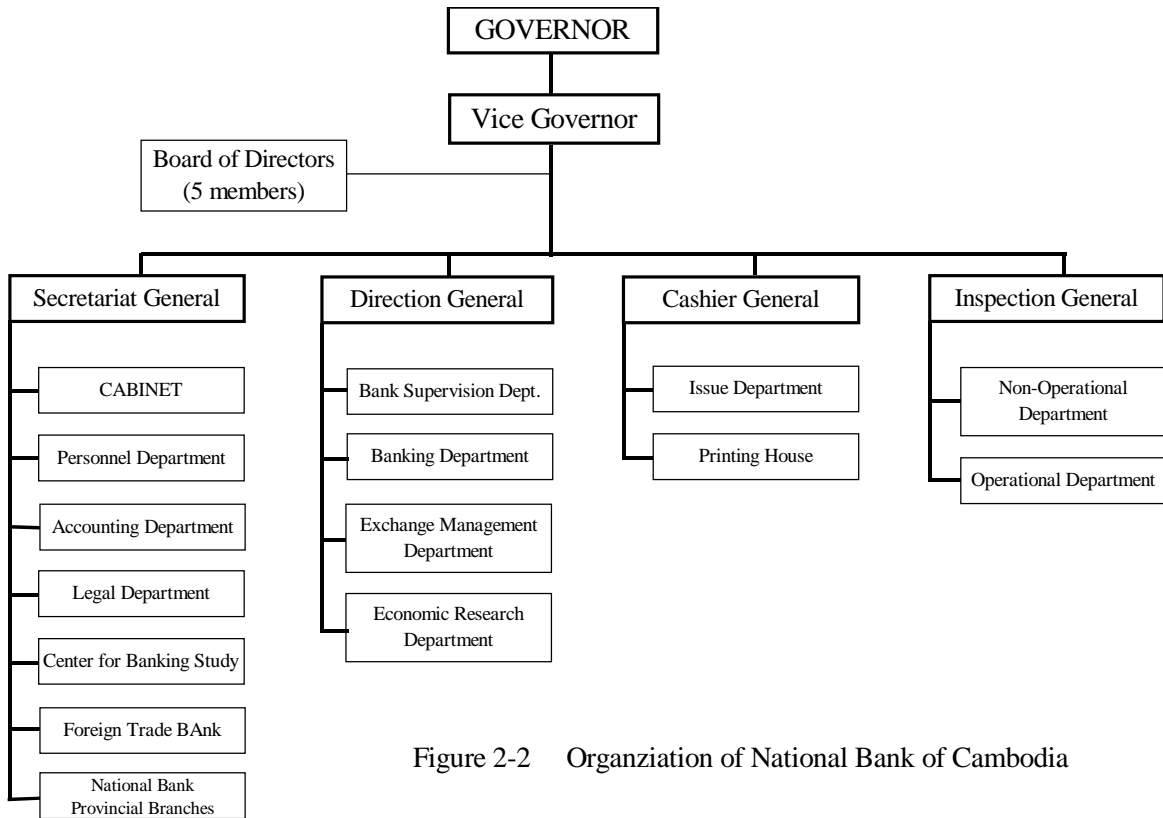 GOVERNOR
Vice Governor
Board of Directors
(5 members)
Secretariat General
CABINET
Personnel Department
Accounting Department
Legal Department
Center for Banking Study
Foreign Trade BAnk
National Bank
Provincial Branches
Direction General
Bank Supervision Dept.
Banking Department
Exchange Management
Department
Economic Research
Department
Cashier General
Issue Department
Printing House
Inspection General
Non-Operational
Department
Operational Department
Figure 2-2 Organziation of National Bank of Cambodia